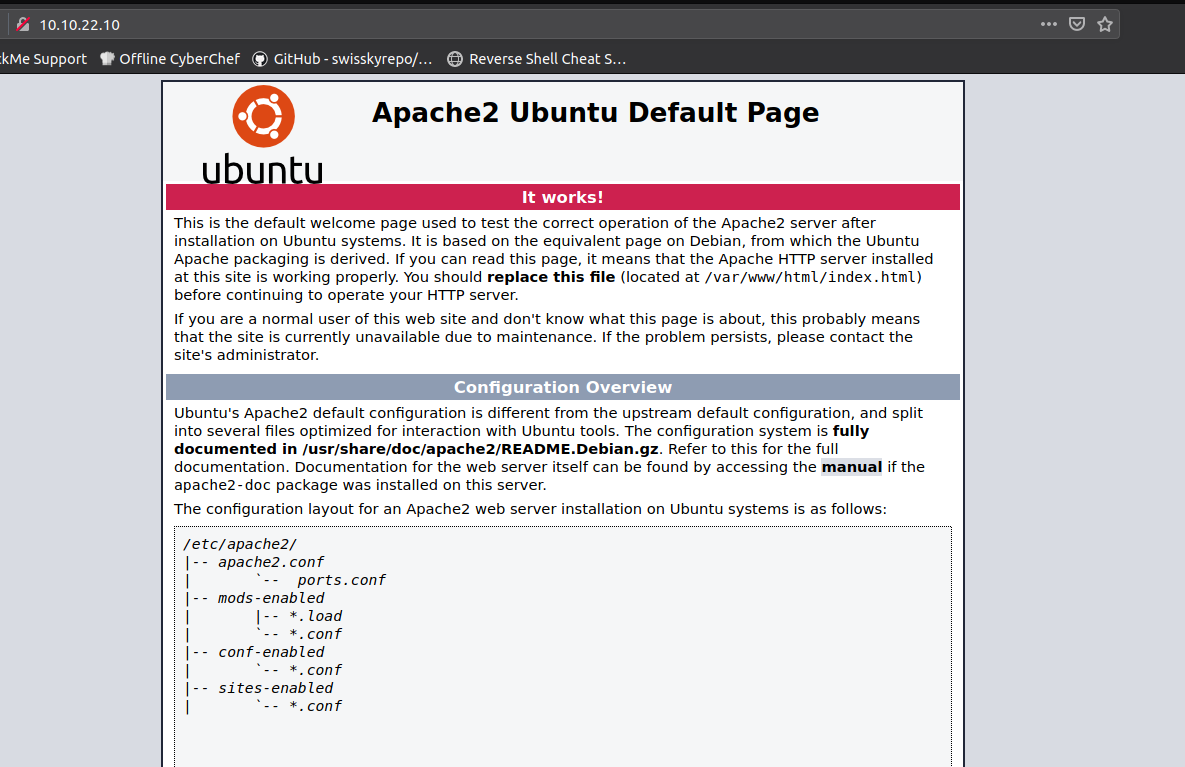 10.10.22.10
kMe Support Offline CyberChef GitHub - swisskyrepo/... Reverse Shell Cheat S...
ubuntu
Apache2 Ubuntu Default Page
It works!
This is the default welcome page used to test the correct operation of the Apache2 server after
installation on Ubuntu systems. It is based on the equivalent page on Debian, from which the Ubuntu
Apache packaging is derived. If you can read this page, it means that the Apache HTTP server installed
at this site is working properly. You should replace this file (located at /var/www/html/index.html)
before continuing to operate your HTTP server.
If you are a normal user of this web site and don't know what this page is about, this probably means
that the site is currently unavailable due to maintenance. If the problem persists, please contact the
site's administrator.
Configuration Overview
Ubuntu's Apache2 default configuration is different from the upstream default configuration, and split
into several files optimized for interaction with Ubuntu tools. The configuration system is fully
documented in /usr/share/doc/apache2/README.Debian.gz. Refer to this for the full
documentation. Documentation for the web server itself can be found by accessing the manual if the
apache2-doc package was installed on this server.
The configuration layout for an Apache2 web server installation on Ubuntu systems is as follows:
/etc/apache2/
|-- apache2.conf
|       `--  ports.conf
|-- mods-enabled
|       |-- *.load
|       `-- *.conf
|-- conf-enabled
|       `-- *.conf
|-- sites-enabled
|       `-- *.conf